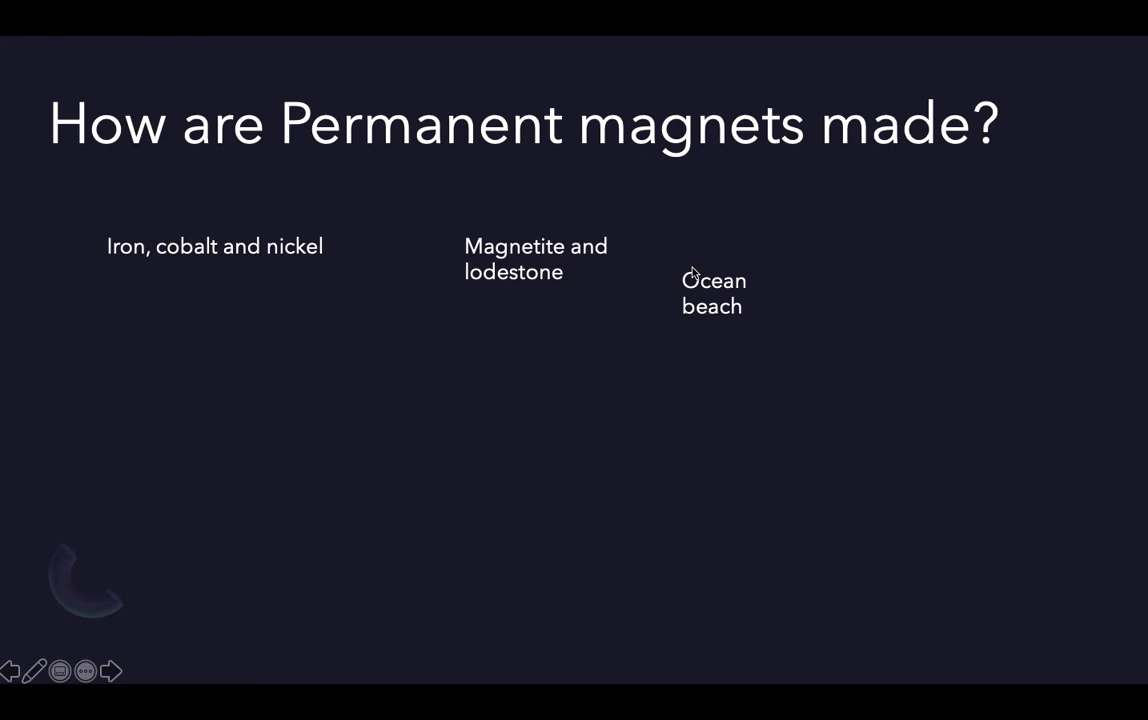 How are Permanent magnets made?
Iron, cobalt and nickel
Magnetite and
lodestone
Ocean
beach